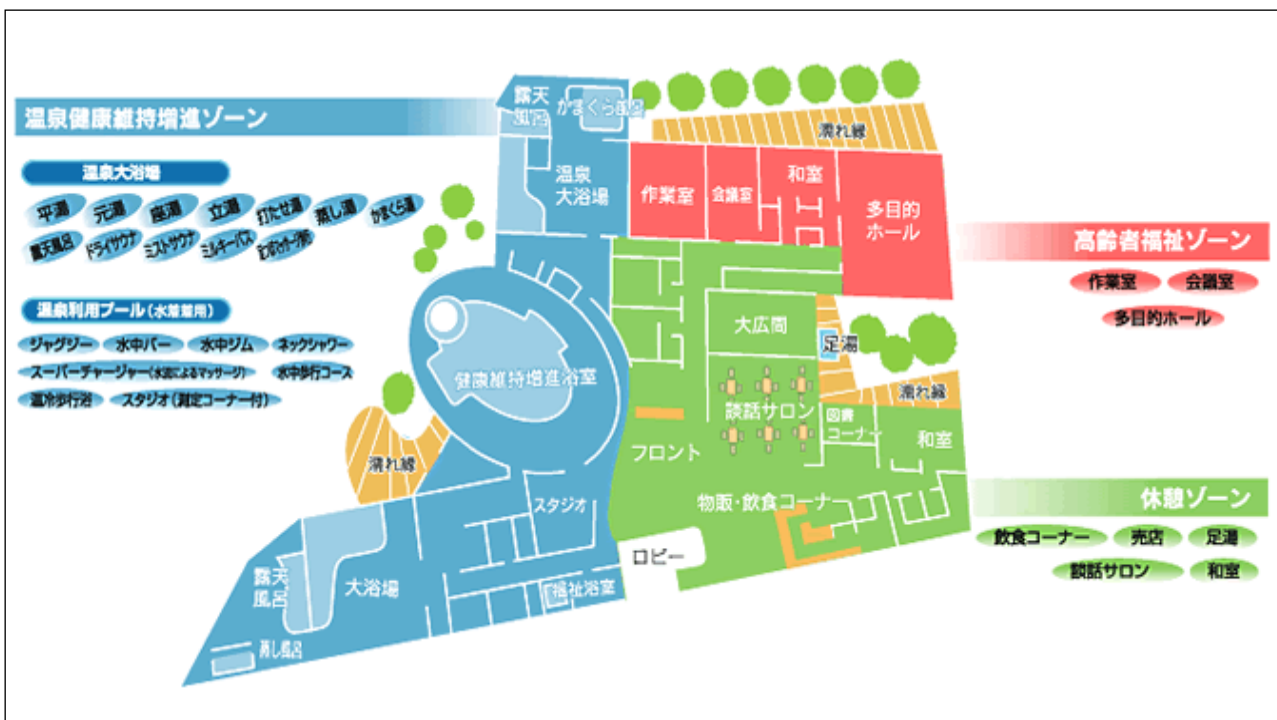 温泉健康維持増進ゾーン
温泉大浴場
平湯 元湯 座湯 立湯 打たせ湯 蒸し湯 かまくら湯
露天風呂 ドライサウナ ミストサウナ ミルキーバス
温泉利用プール(水着着用)
ジャグジー 水中バー 水中ジム ネックシャワー
スーパーチャージャー(水流によるマッサージ) 水中歩行コース
温冷歩行浴 スタジオ(測定コーナー付)
露天
風呂
かまくら風呂
温泉
大浴場
濡れ縁
作業室
会議室
和室
多目的
ホール
高齢者福祉ゾーン
作業室 会議室
多目的ホール
大広間
足湯
健康維持増進浴室
談話サロン
濡れ縁
図書
コーナー
和室
フロント
濡れ縁
スタジオ
物販・飲食コーナー
休憩ゾーン
飲食コーナー 売店 足湯
談話サロン 和室
ロビー
露天
風呂
大浴場
福祉浴室
蒸し風呂